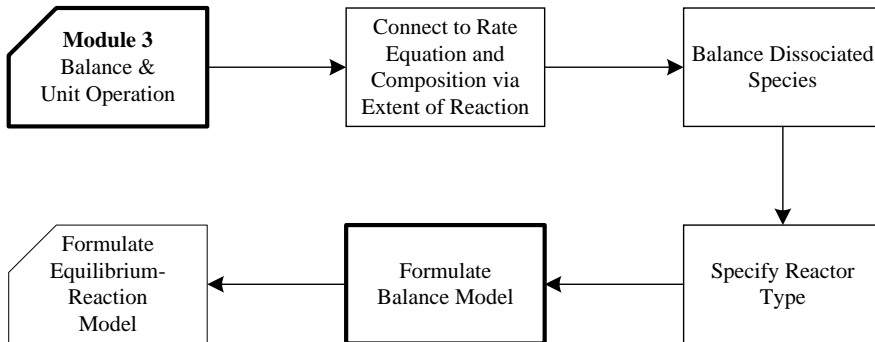 Module 3
Balance &
Unit Operation
Connect to Rate
Equation and
Composition via
Extent of Reaction
Balance Dissociated
Species
Specify Reactor
Type
Formulate
Balance Model
Formulate
Equilibrium-
Reaction
Model